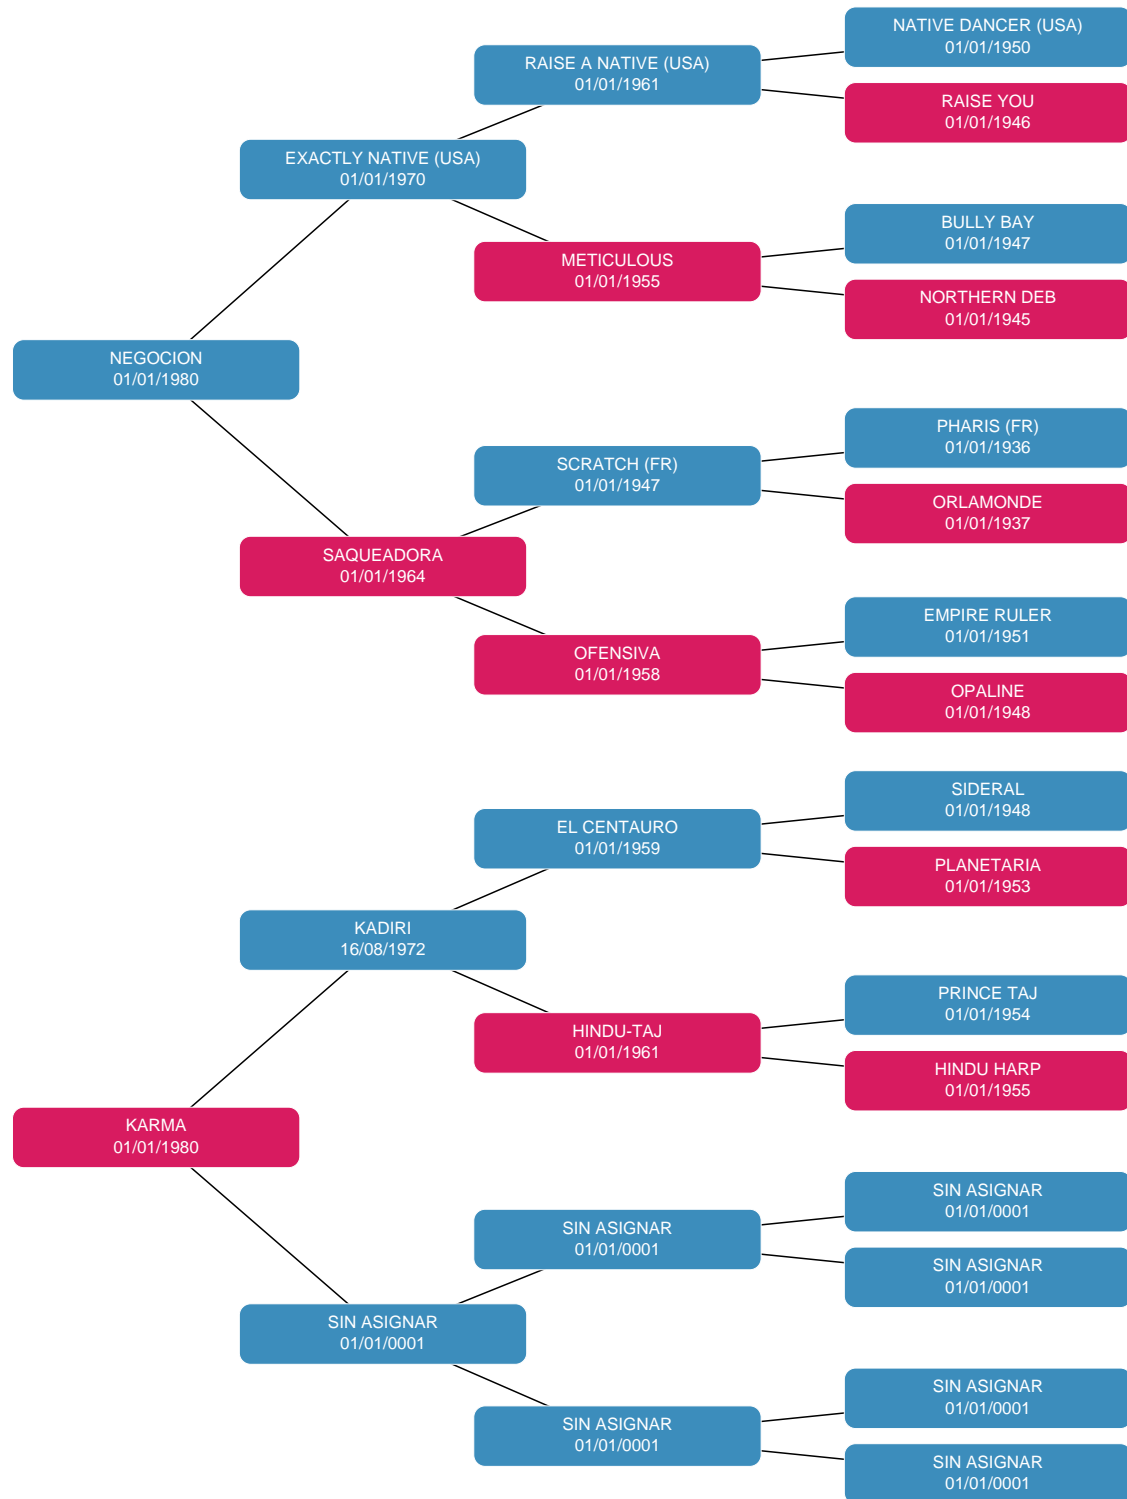 NATIVE DANCER (USA)
01/01/1950
RAISE A NATIVE (USA)
01/01/1961
RAISE YOU
01/01/1946
EXACTLY NATIVE (USA)
01/01/1970
BULLY BAY
01/01/1947
METICULOUS
01/01/1955
NORTHERN DEB
01/01/1945
NEGOCION
01/01/1980
PHARIS (FR)
01/01/1936
SCRATCH (FR)
01/01/1947
ORLAMONDE
01/01/1937
SAQUEADORA
01/01/1964
EMPIRE RULER
01/01/1951
OFENSIVA
01/01/1958
OPALINE
01/01/1948
SIDERAL
01/01/1948
EL CENTAURO
01/01/1959
PLANETARIA
01/01/1953
KADIRI
16/08/1972
PRINCE TAJ
01/01/1954
HINDU-TAJ
01/01/1961
HINDU HARP
01/01/1955
KARMA
01/01/1980
SIN ASIGNAR
01/01/0001
SIN ASIGNAR
01/01/0001
SIN ASIGNAR
01/01/0001
SIN ASIGNAR
01/01/0001
SIN ASIGNAR
01/01/0001
SIN ASIGNAR
01/01/0001
SIN ASIGNAR
01/01/0001